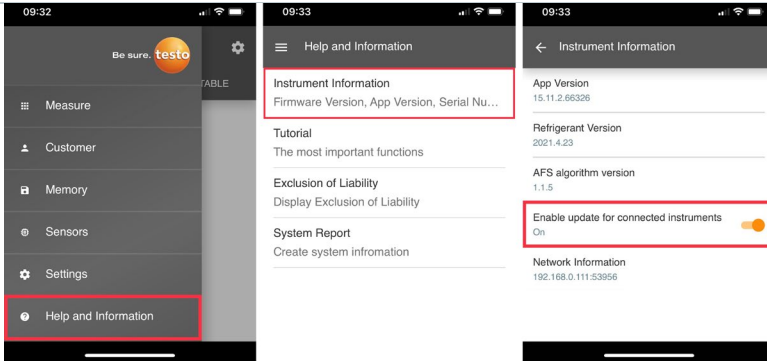 09:32
Be sure. testo
TABLE
Measure
Customer
Memory
Sensors
Settings
Help and Information
09:33
Help and Information
Instrument Information
Firmware Version, App Version, Serial Nu...
Tutorial
The most important functions
Exclusion of Liability
Display Exclusion of Liability
System Report
Create system infromation
09:33
Instrument Information
App Version
15.11.2.66326
Refrigerant Version
2021.4.23
AFS algorithm version
1.1.5
Enable update for connected instruments
On
Network Information
192.168.0.111:53956